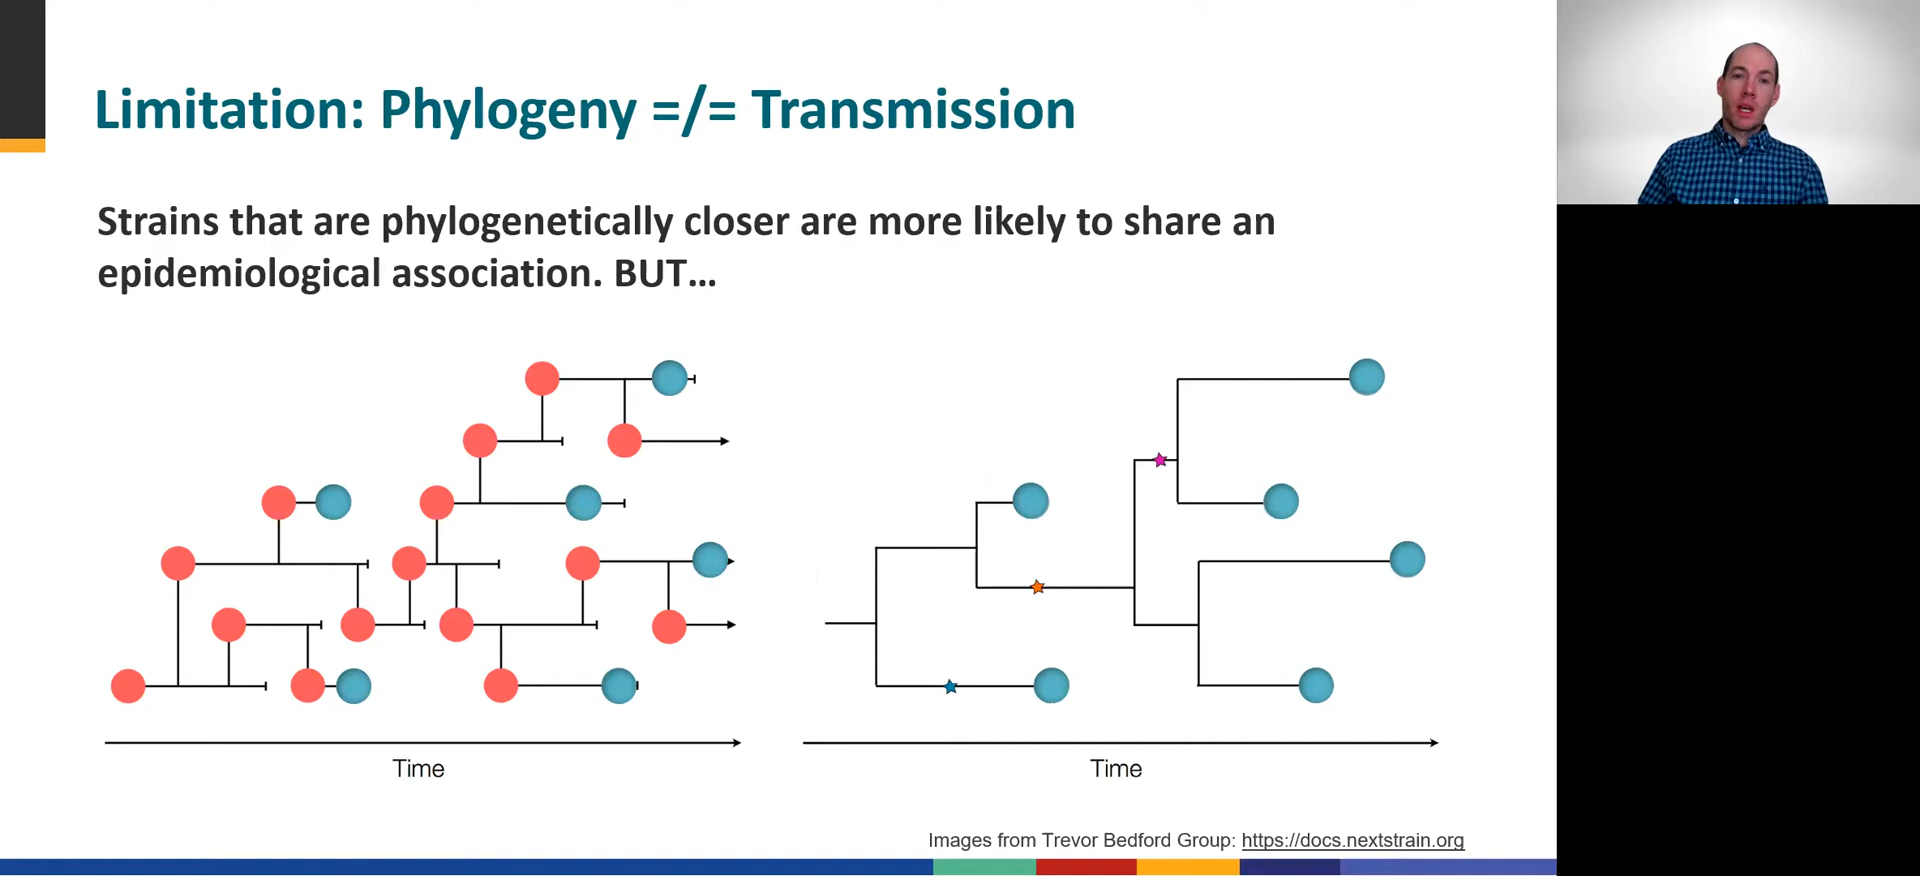 Limitation: Phylogeny =/= Transmission
Strains that are phylogenetically closer are more likely to share an
epidemiological association. BUT...
Time
Time
Images from Trevor Bedford Group: https://docs.nextstrain.org